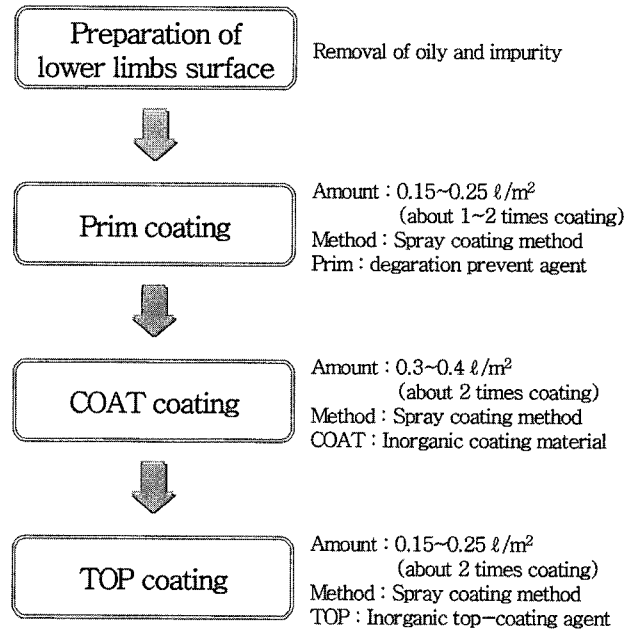 Preparation of
lower limbs surface
Removal of oily and impurity
Prim coating
Amount : 0.15~0.25 ℓ/m²
(about 1~2 times coating)
Method : Spray coating method
Prim : degaration prevent agent
COAT coating
Amount : 0.3~0.4 ℓ/m²
(about 2 times coating)
Method : Spray coating method
COAT : Inorganic coating material
TOP coating
Amount : 0.15~0.25 ℓ/m²
(about 2 times coating)
Method : Spray coating method
TOP : Inorganic top-coating agent